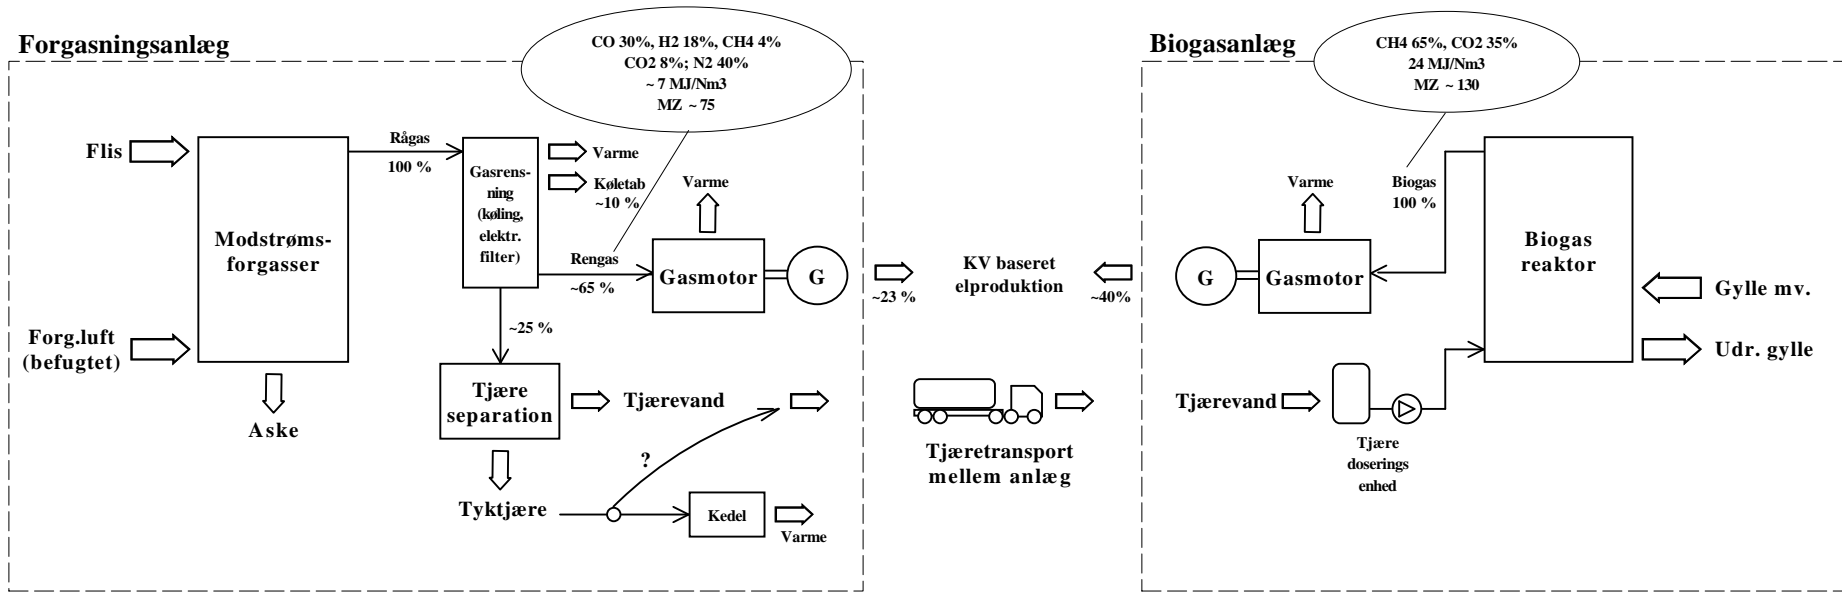 Forgasningsanlæg
CO 30%, H2 18%, CH4 4%
CO2 8%; N2 40%
~ 7 MJ/Nm3
MZ ~ 75
Flis
Rågas
100 %
Modstrøms-
forgasser
Forg.luft
(befugtet)
Aske
Gasrens-
ning
(køling,
elektr.
filter)
Varme
Køletab
~10 %
Rengas
~65 %
Varme
Gasmotor
G
~23 %
~25 %
Tjære
separation
Tjærevand
?
Tyktjære
Kedel
Varme
KV baseret
elproduktion
Tjæretransport
mellem anlæg
Biogasanlæg
CH4 65%, CO2 35%
24 MJ/Nm3
MZ ~ 130
~40%
G
Varme
Gasmotor
Biogas
100 %
Biogas
reaktor
Gylle mv.
Udr. gylle
Tjærevand
Tjære
doserings
enhed